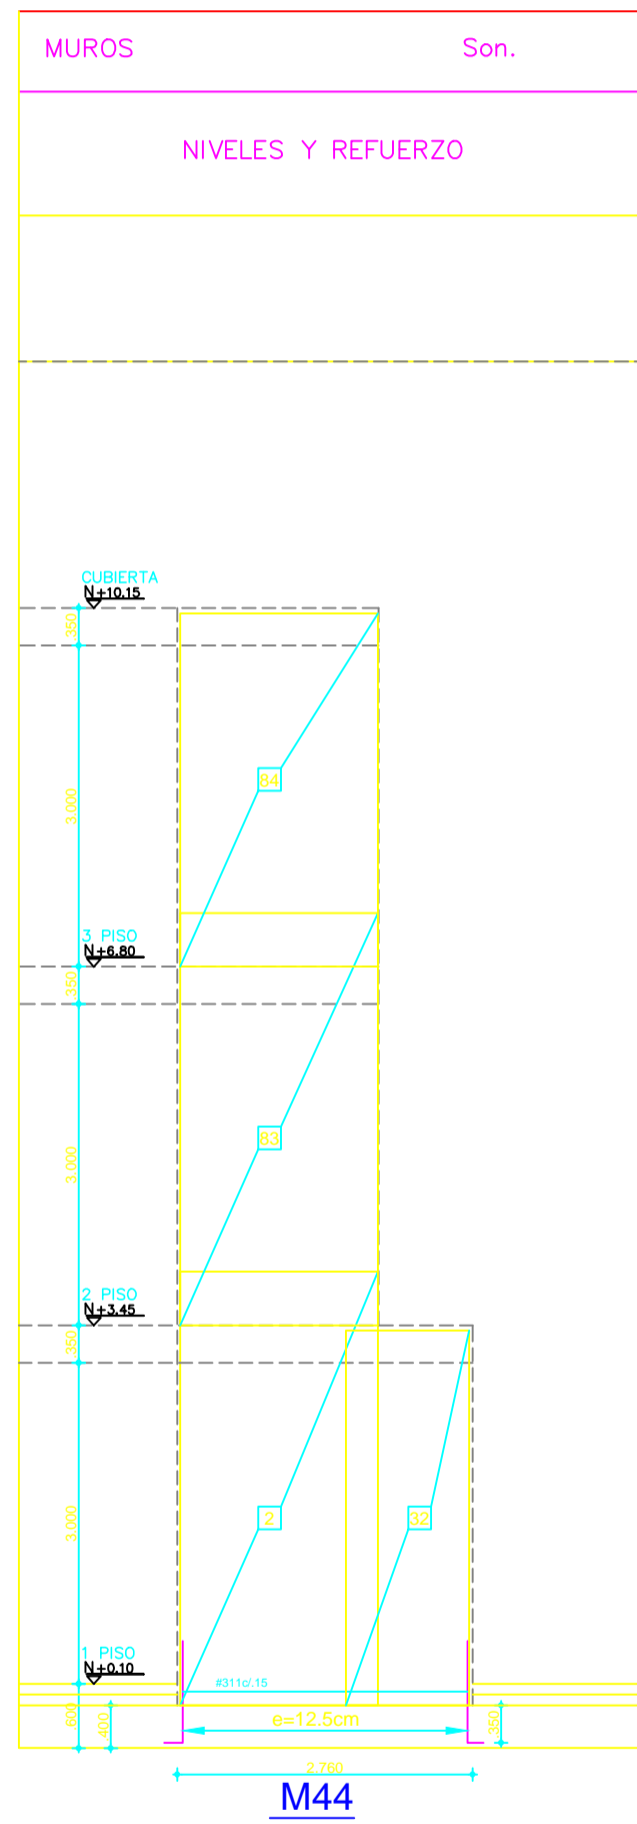 MUROS Son.
NIVELES Y REFUERZO
CUBIERTA
N+10.15
.350
84
3.000
3 PISO
N+6.80
.350
83
3.000
2 PISO
N+3.45
.350
3.000
2 32
1 PISO
N+0.10
#311c/.15
.600 .400 e=12.5cm .350
2.760
M44